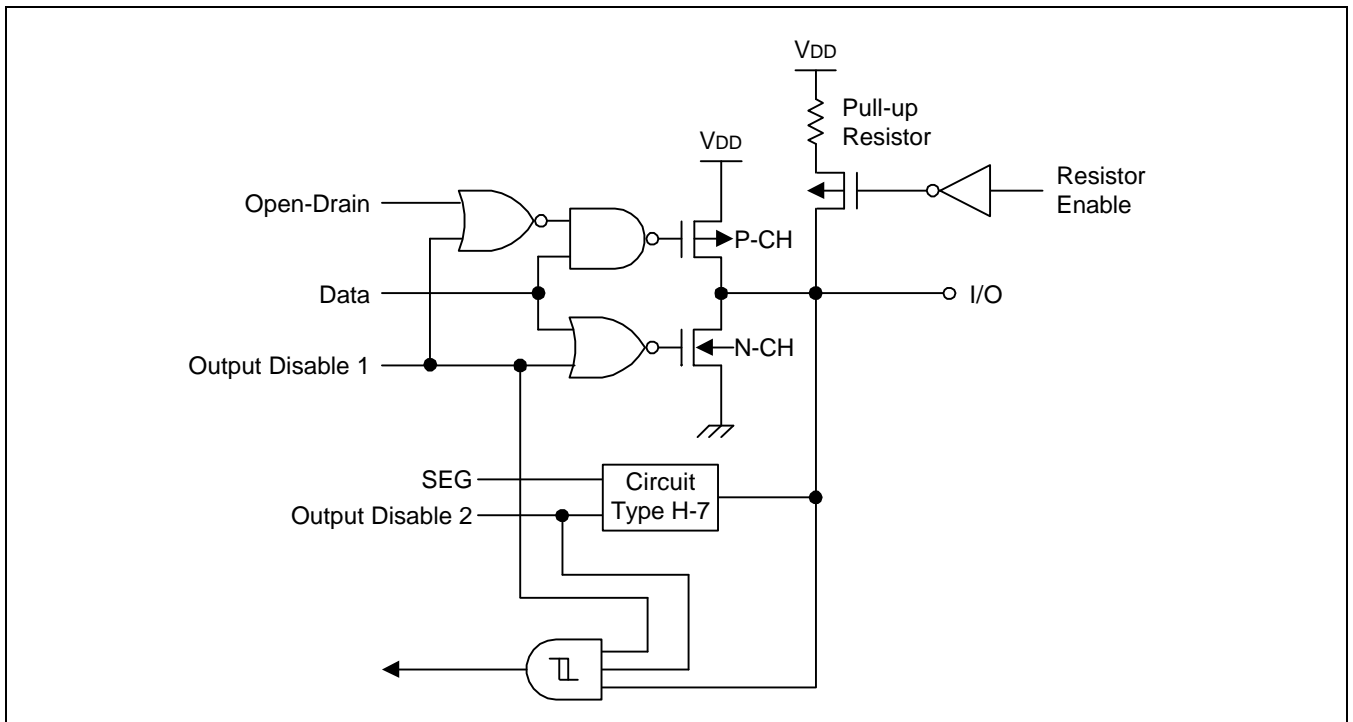 VDD
Pull-up
Resistor
VDD
Resistor
Enable
Open-Drain
P-CH
Data
I/O
N-CH
Output Disable 1
SEG
Circuit
Type H-7
Output Disable 2